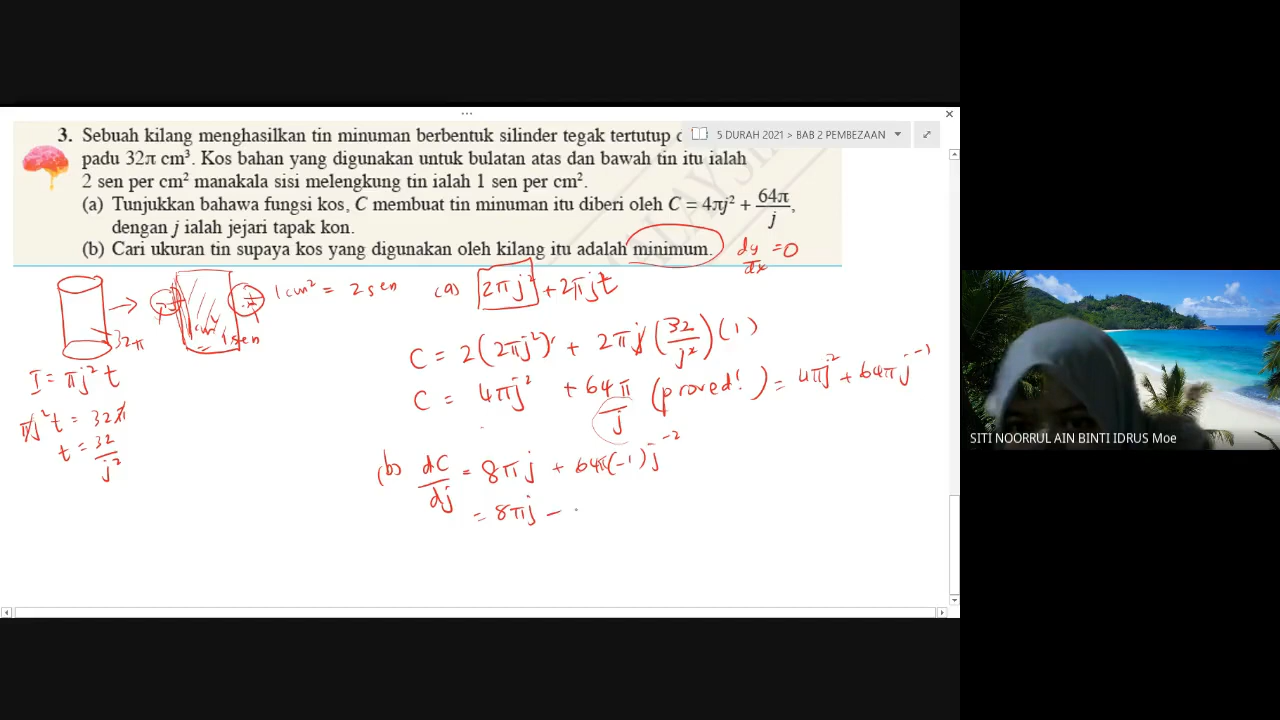 3. Sebuah kilang menghasilkan tin minuman berbentuk silinder tegak tertutup
5 DURAH 2021 > BAB 2 PEMBEZAAN
padu 32π cm³. Kos bahan yang digunakan untuk bulatan atas dan bawah tin itu ialah
2 sen per cm² manakala sisi melengkung tin ialah 1 sen per cm².
(a) Tunjukkan bahawa fungsi kos, C membuat tin minuman itu diberi oleh C = 4πj² + 64π/j,
dengan j ialah jejari tapak kon.
(b) Cari ukuran tin supaya kos yang digunakan oleh kilang itu adalah minimum.
dy/dx = 0
1 cm² = 2 sen
(a) 2πj² + 2πjt
32π
1 sen
C = 2(2πj²) + 2πj(32/j²)(1)
I = πj²t
C = 4πj² + 64π/j (proved!) = 4πj² + 64πj⁻¹
πj²t = 32π
t = 32/j²
(b) dC/dj = 8πj + 64π(-1)j⁻²
= 8πj -
SITI NOORRUL AIN BINTI IDRUS Moe